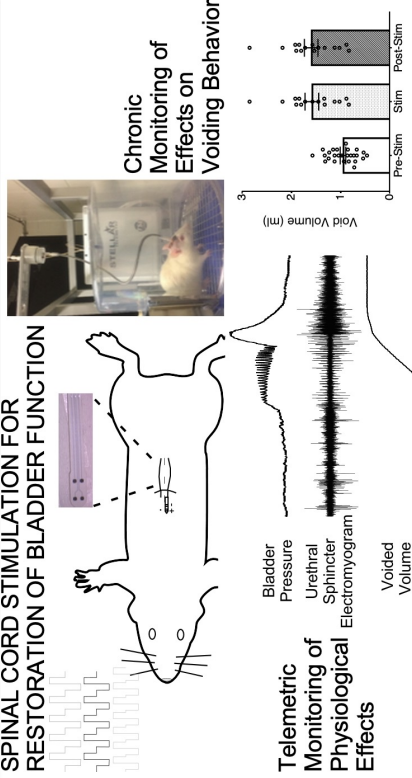 SPINAL CORD STIMULATION FOR
RESTORATION OF BLADDER FUNCTION
Chronic
Monitoring of
Effects on
Voiding Behavior
STELLAR
Telemetric
Monitoring of
Physiological
Effects
Bladder
Pressure
Urethral
Sphincter
Electromyogram
Voided
Volume
Void Volume (ml)
3
2
1
0
Pre-Stim
Stim
Post-Stim